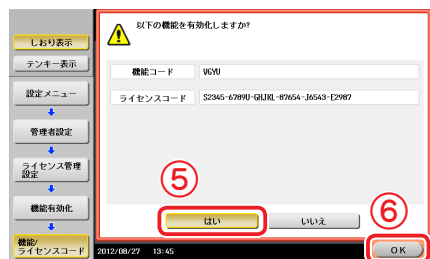 しおり表示
テンキー表示
設定メニュー
管理者設定
ライセンス管理
設定
機能有効化
機能/
ライセンスコード
以下の機能を有効化しますか?
機能コード VGYU
ライセンスコード S2345-6789U-GHJKL-87654-J6543-E2987
⑤
はい
いいえ
⑥
2012/08/27 13:45
OK